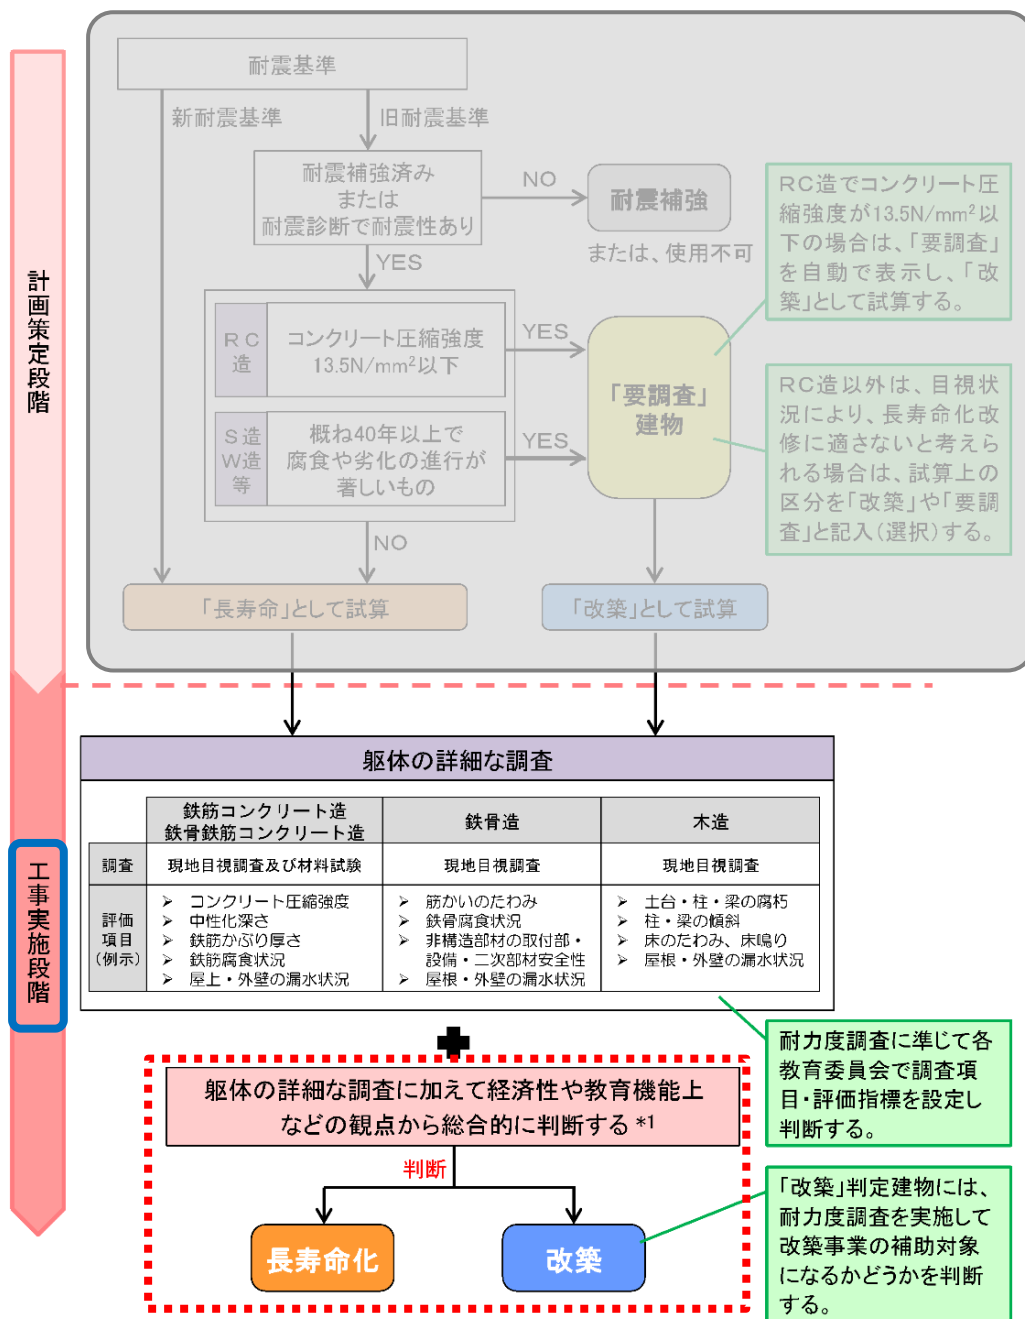 計画策定段階
耐震基準
新耐震基準
旧耐震基準
耐震補強済み
または
耐震診断で耐震性あり
NO
耐震補強
または、使用不可
YES
RC
造
コンクリート圧縮強度
13.5N/mm²以下
YES
S造
W造
等
概ね40年以上で
腐食や劣化の進行が
著しいもの
YES
「要調査」
建物
NO
「長寿命」として試算
「改築」として試算
RC造でコンクリート圧
縮強度が13.5N/mm²以
下の場合は、「要調査」
を自動で表示し、「改
築」として試算する。
RC造以外は、目視状
況により、長寿命化改
修に適さないと考えら
れる場合は、試算上の
区分を「改築」や「要調
査」と記入(選択)する。
工事実施段階
躯体の詳細な調査
鉄筋コンクリート造
鉄骨鉄筋コンクリート造
鉄骨造
木造
調査
現地目視調査及び材料試験
現地目視調査
現地目視調査
評価
項目
(例示)
➢ コンクリート圧縮強度
➢ 中性化深さ
➢ 鉄筋かぶり厚さ
➢ 鉄筋腐食状況
➢ 屋上・外壁の漏水状況
➢ 筋かいのたわみ
➢ 鉄骨腐食状況
➢ 非構造部材の取付部・
設備・二次部材安全性
➢ 屋根・外壁の漏水状況
➢ 土台・柱・梁の腐朽
➢ 柱・梁の傾斜
➢ 床のたわみ、床鳴り
➢ 屋根・外壁の漏水状況
耐力度調査に準じて各
教育委員会で調査項
目・評価指標を設定し
判断する。
躯体の詳細な調査に加えて経済性や教育機能上
などの観点から総合的に判断する *1
判断
長寿命化
改築
「改築」判定建物には、
耐力度調査を実施して
改築事業の補助対象
になるかどうかを判断
する。